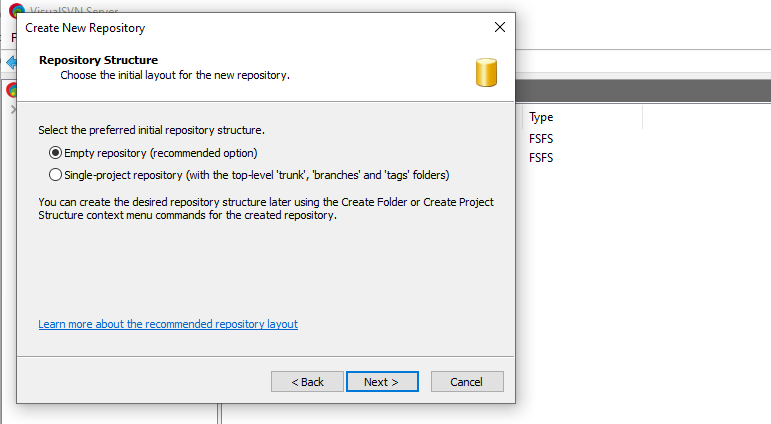 VisualSVN Server
Create New Repository
F
Repository Structure
Choose the initial layout for the new repository.
Type
Select the preferred initial repository structure.
FSFS
Empty repository (recommended option)
FSFS
Single-project repository (with the top-level 'trunk', 'branches' and 'tags' folders)
You can create the desired repository structure later using the Create Folder or Create Project
Structure context menu commands for the created repository.
Learn more about the recommended repository layout
< Back
Next >
Cancel